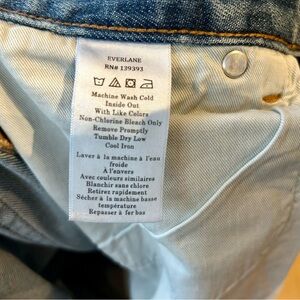 EVERLANE
RN# 139393
Machine Wash Cold
Inside Out
With Like Colors
Non-Chlorine Bleach Only
Remove Promptly
Tumble Dry Low
Cool Iron
Laver à la machine à l'eau
froide
À l'envers
Avec couleurs similaires
Blanchir sans chlore
Retirez rapidement
Sécher à la machine basse
température
Repasser à fer bas